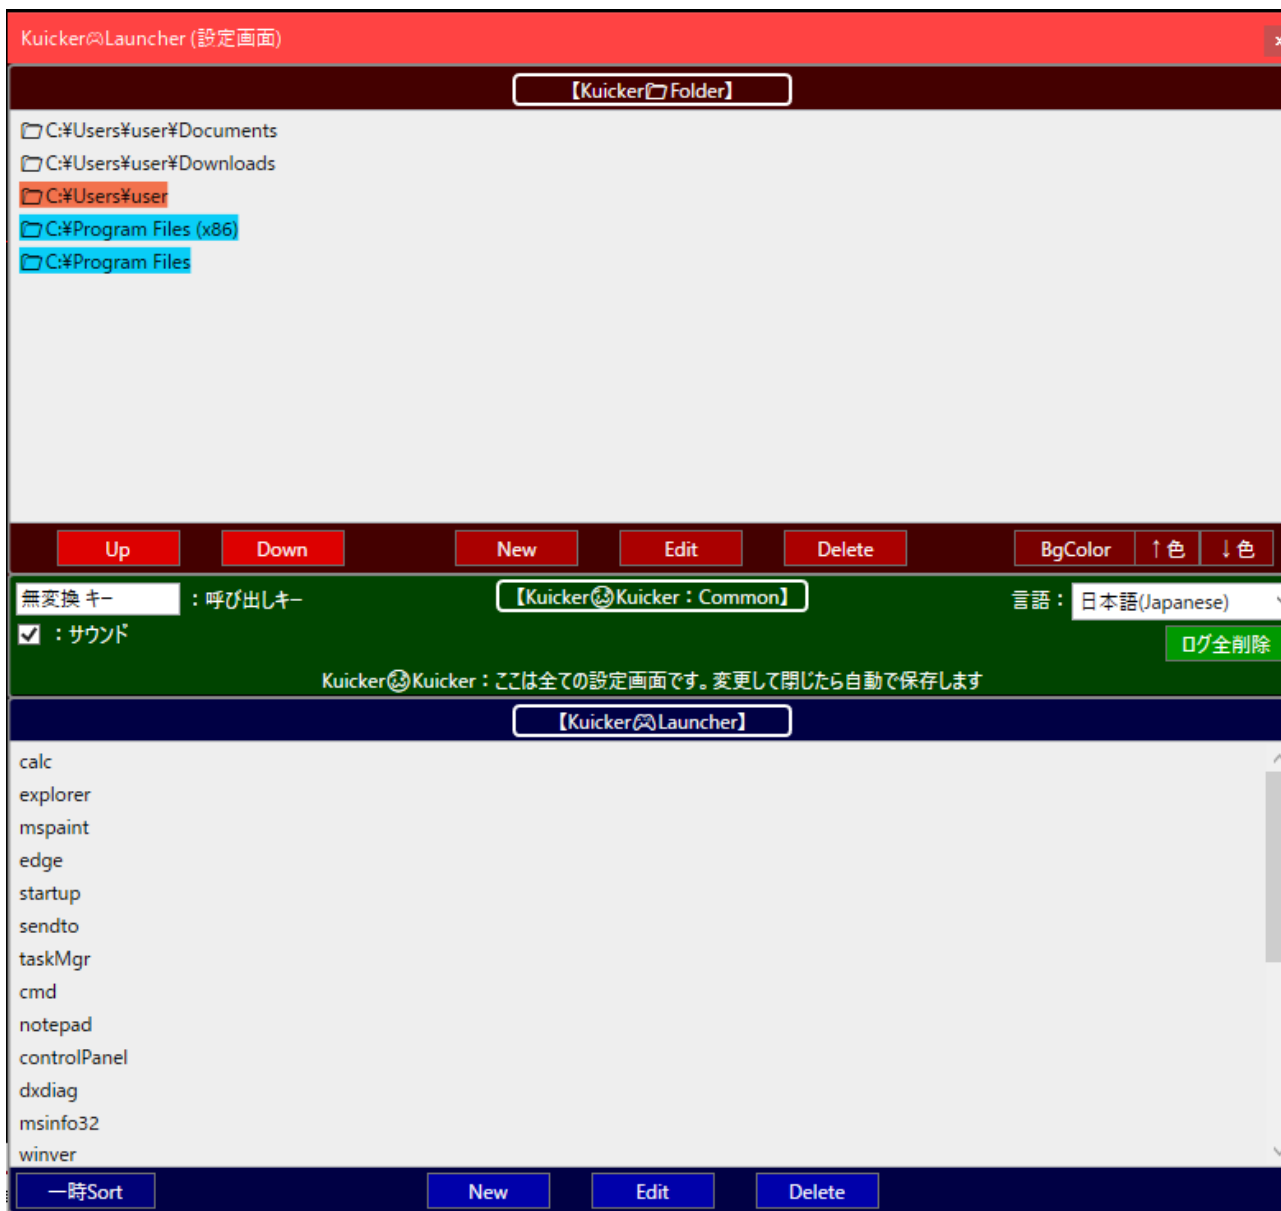 Kuicker🎮Launcher (設定画面)
【Kuicker🗀Folder】
🗀C:¥Users¥user¥Documents
🗀C:¥Users¥user¥Downloads
🗀C:¥Users¥user
🗀C:¥Program Files (x86)
🗀C:¥Program Files
Up Down New Edit Delete BgColor ↑色 ↓色
無変換 キー ：呼び出しキー 【Kuicker Kuicker：Common】 言語： 日本語(Japanese)
：サウンド
ログ全削除
Kuicker Kuicker：ここは全ての設定画面です。変更して閉じたら自動で保存します
【Kuicker🎮Launcher】
calc
explorer
mspaint
edge
startup
sendto
taskMgr
cmd
notepad
controlPanel
dxdiag
msinfo32
winver
一時Sort New Edit Delete